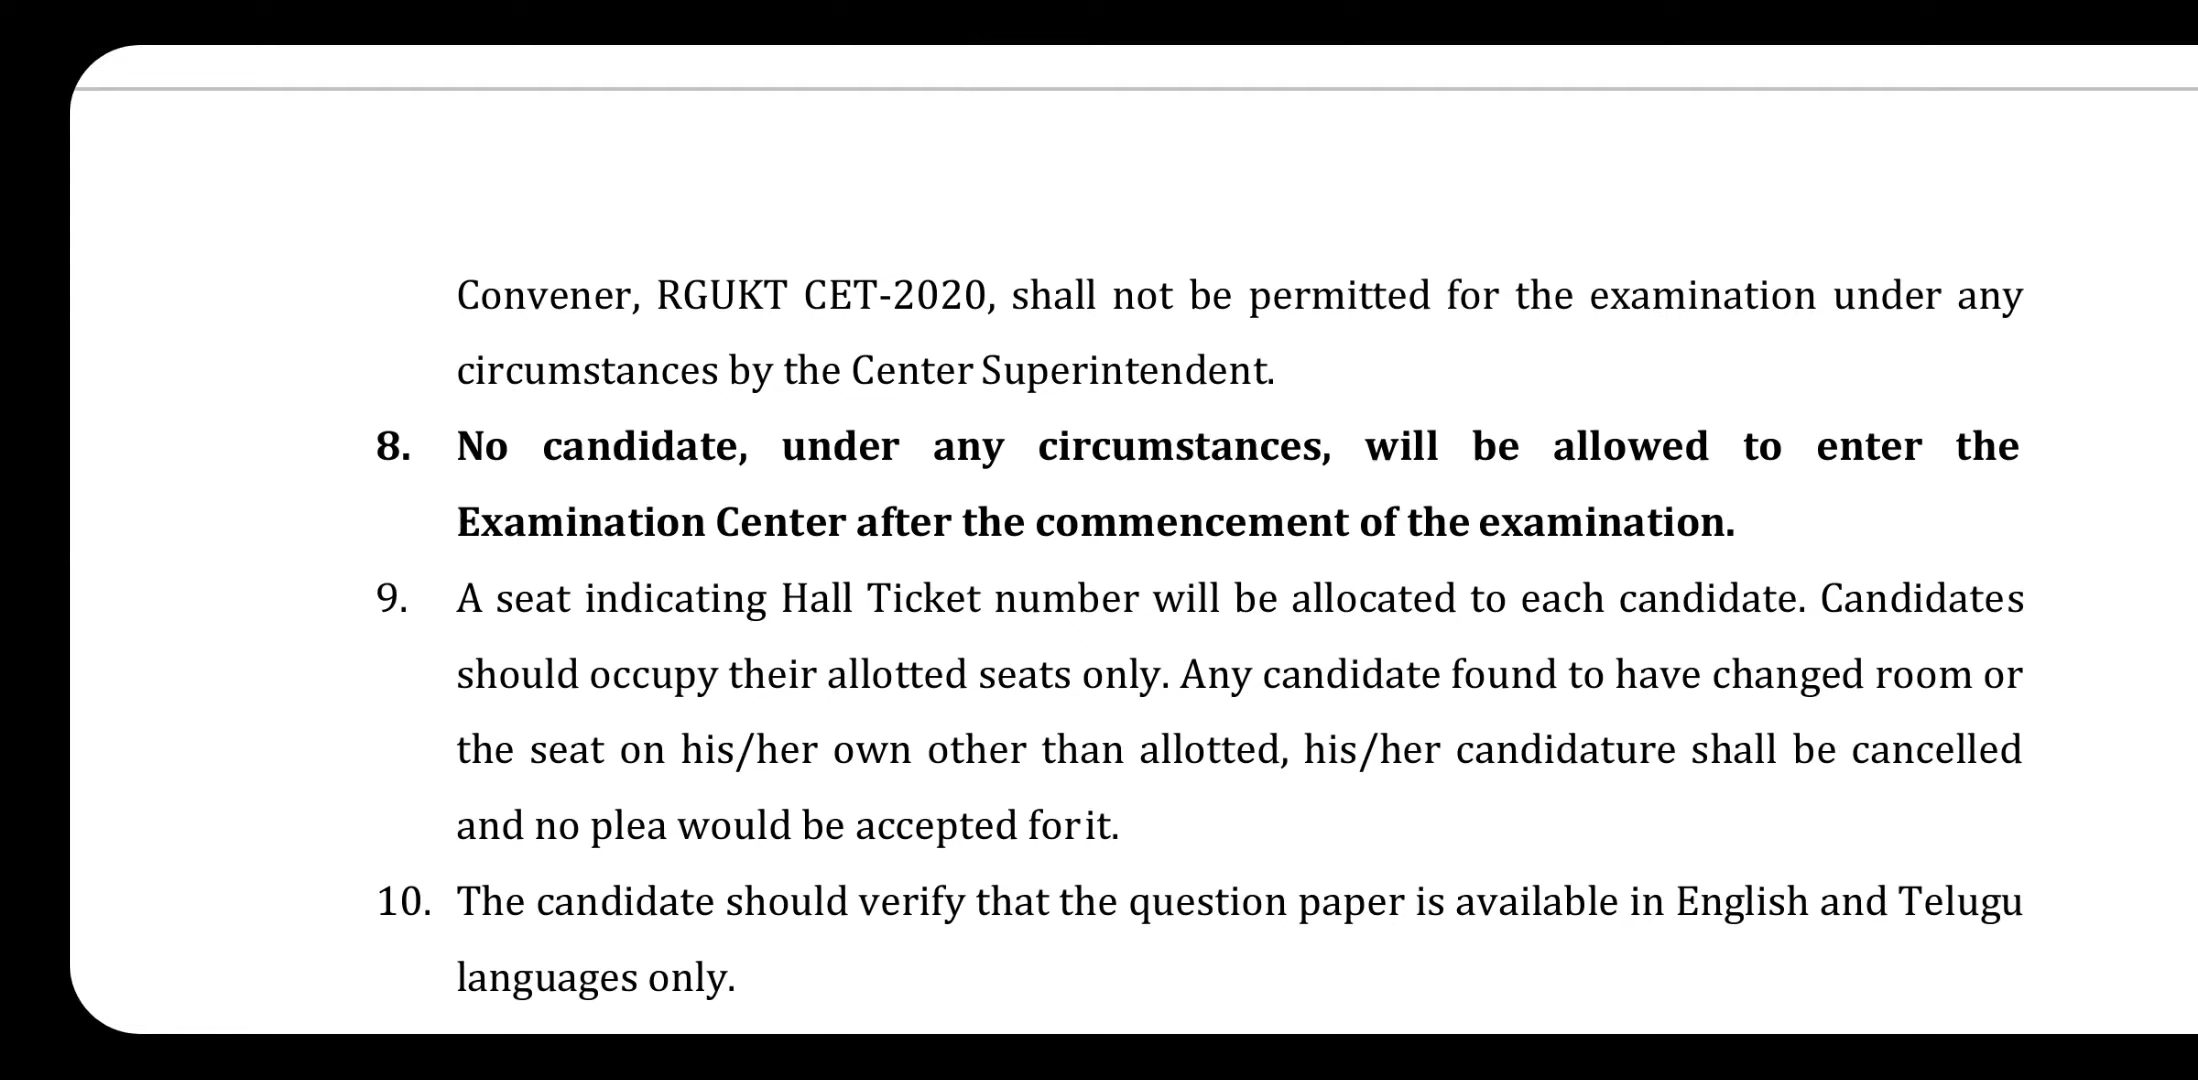 Convener, RGUKT CET-2020, shall not be permitted for the examination under any
circumstances by the Center Superintendent.
8. No candidate, under any circumstances, will be allowed to enter the
Examination Center after the commencement of the examination.
9. A seat indicating Hall Ticket number will be allocated to each candidate. Candidates
should occupy their allotted seats only. Any candidate found to have changed room or
the seat on his/her own other than allotted, his/her candidature shall be cancelled
and no plea would be accepted forit.
10. The candidate should verify that the question paper is available in English and Telugu
languages only.